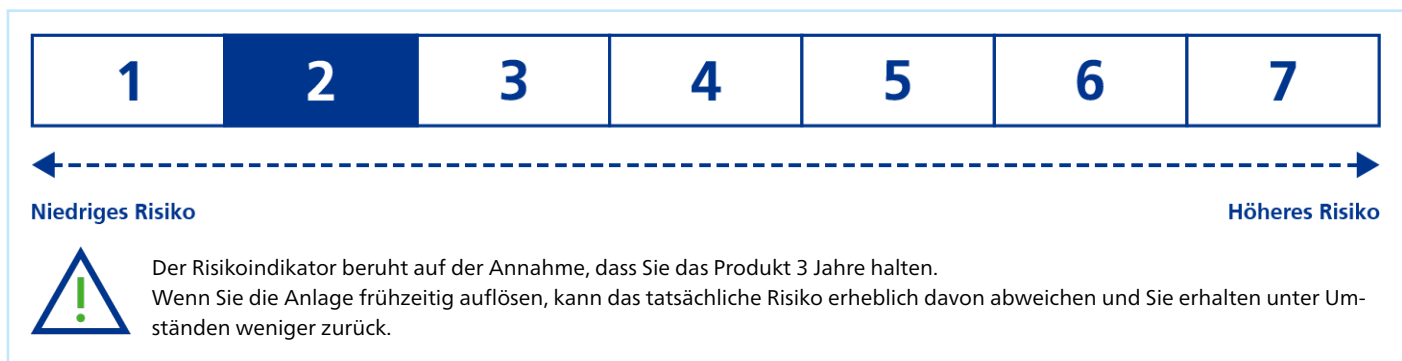 1 2 3 4 5 6 7
Niedriges Risiko Höheres Risiko
Der Risikoindikator beruht auf der Annahme, dass Sie das Produkt 3 Jahre halten.
Wenn Sie die Anlage frühzeitig auflösen, kann das tatsächliche Risiko erheblich davon abweichen und Sie erhalten unter Um-
ständen weniger zurück.